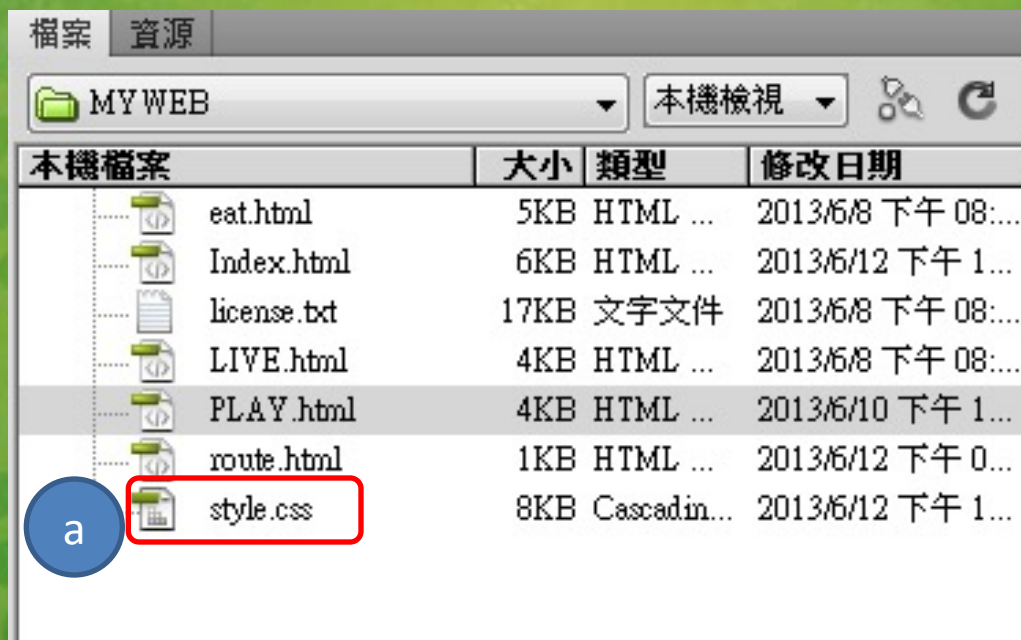 檔案 資源
MYWEB 本機檢視
本機檔案 大小 類型 修改日期
eat.html 5KB HTML ... 2013/6/8 下午 08:...
Index.html 6KB HTML ... 2013/6/12 下午 1...
license.txt 17KB 文字文件 2013/6/8 下午 08:...
LIVE.html 4KB HTML ... 2013/6/8 下午 08:...
PLAY.html 4KB HTML ... 2013/6/10 下午 1...
route.html 1KB HTML ... 2013/6/12 下午 0...
a style.css 8KB Cascadin... 2013/6/12 下午 1...